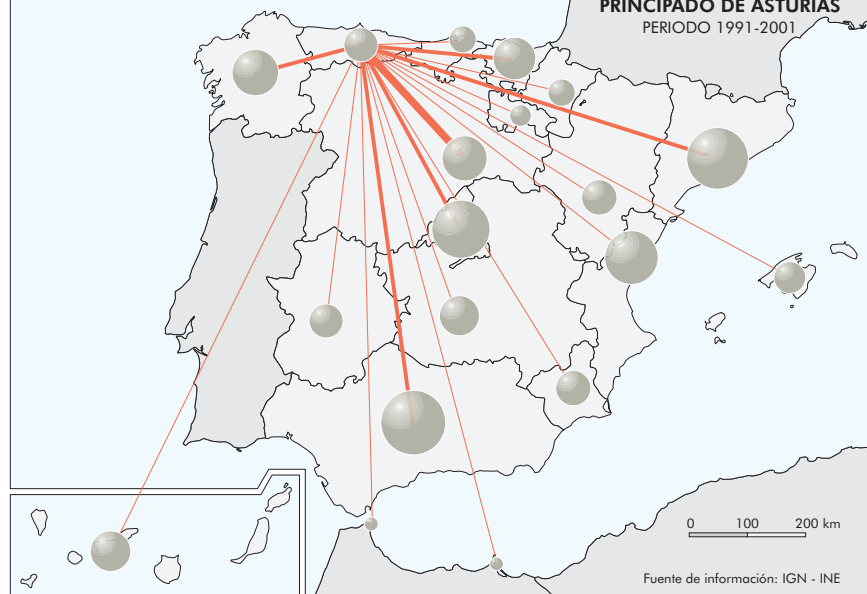 PRINCIPADO DE ASTURIAS
PERIODO 1991-2001
0 100 200 km
Fuente de información: IGN - INE